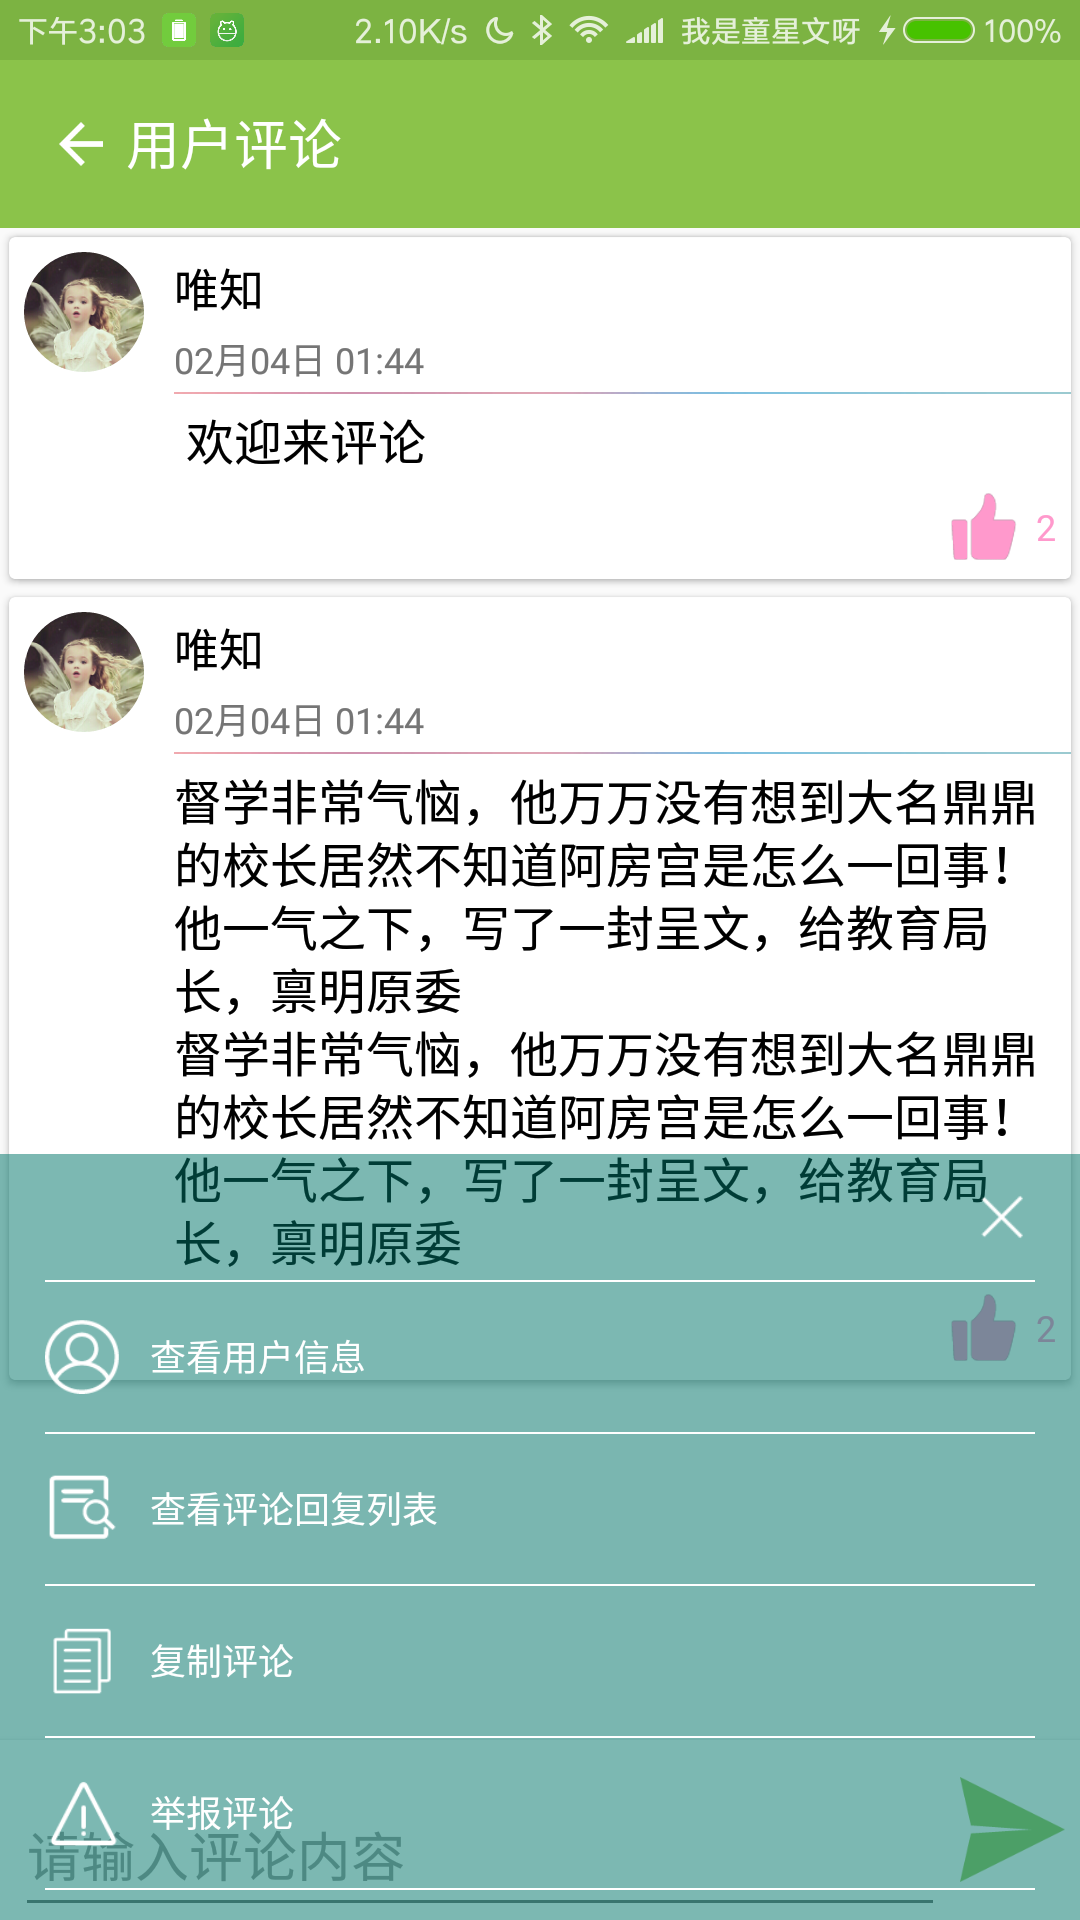 下午3:03 2.10K/s 我是童星文呀 100%
用户评论
唯知
02月04日 01:44
欢迎来评论
2
唯知
02月04日 01:44
督学非常气恼，他万万没有想到大名鼎鼎
的校长居然不知道阿房宫是怎么一回事！
他一气之下，写了一封呈文，给教育局
长，禀明原委
督学非常气恼，他万万没有想到大名鼎鼎
的校长居然不知道阿房宫是怎么一回事！
他一气之下，写了一封呈文，给教育局
长，禀明原委
2
查看用户信息
查看评论回复列表
复制评论
举报评论
请输入评论内容